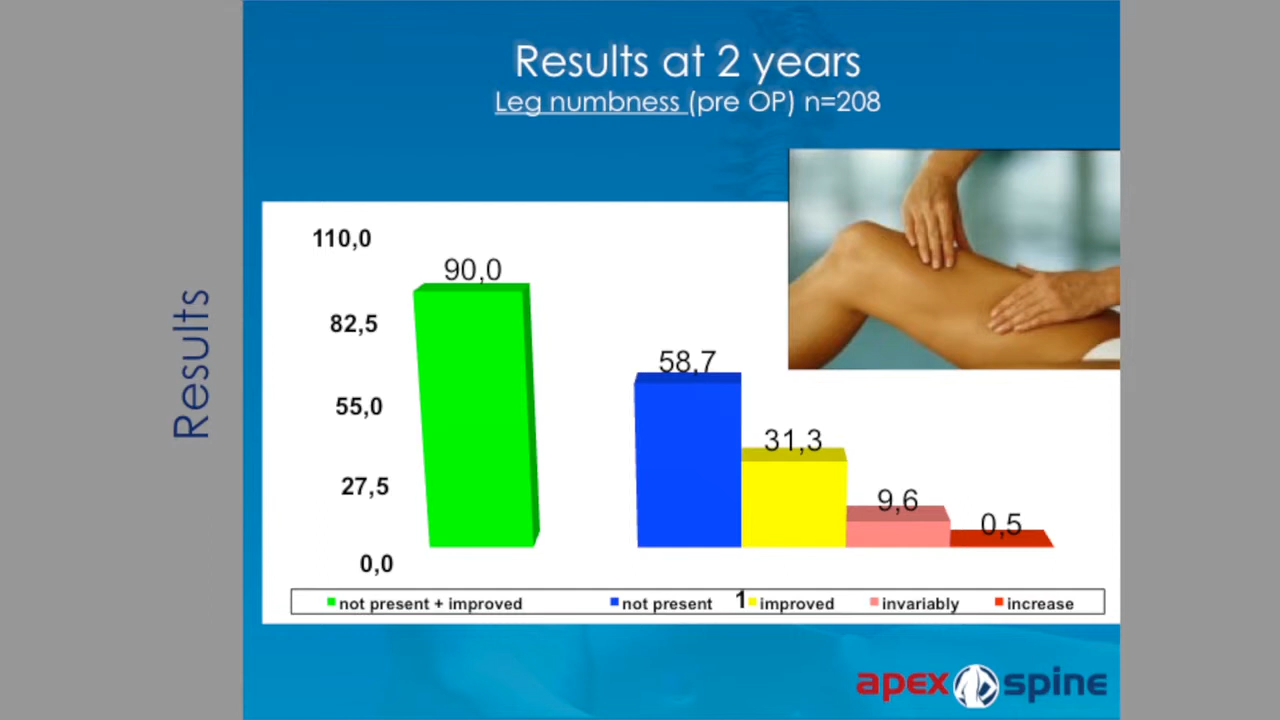 Results at 2 years
Leg numbness (pre OP) n=208
Results
110,0
82,5
55,0
27,5
0,0
90,0
58,7
31,3
9,6
0,5
1
not present + improved not present improved invariably increase
apex spine